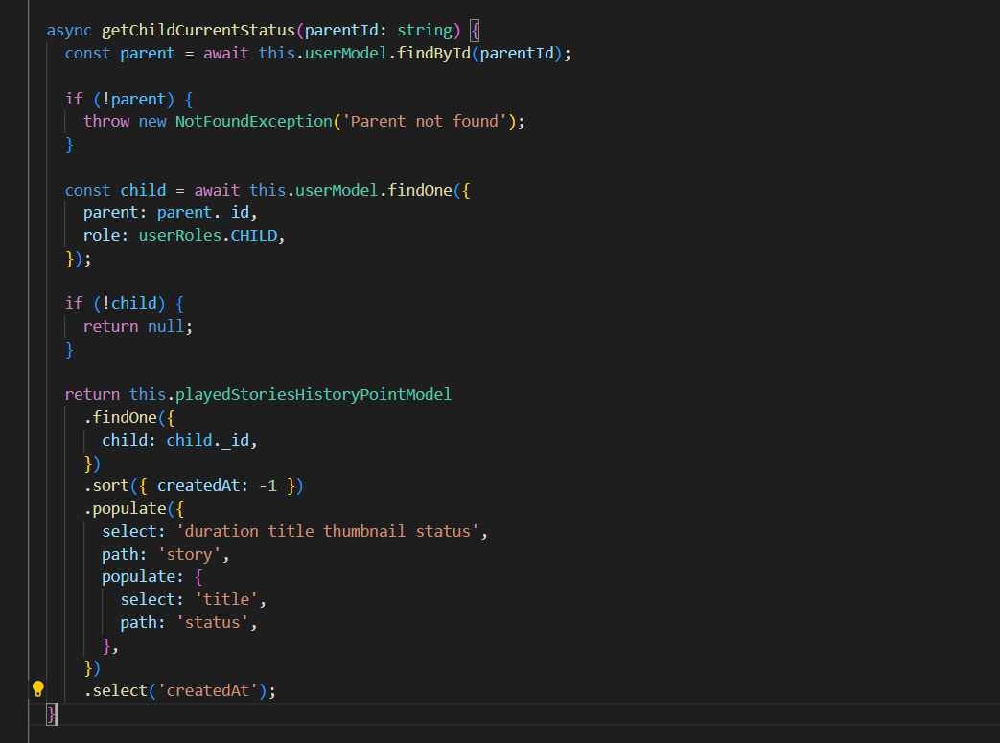 async getChildCurrentStatus(parentId: string) {
const parent = await this.userModel.findById(parentId);
if (!parent) {
throw new NotFoundException('Parent not found');
}
const child = await this.userModel.findOne({
parent: parent._id,
role: userRoles.CHILD,
});
if (!child) {
return null;
}
return this.playedStoriesHistoryPointModel
.findOne({
child: child._id,
})
.sort({ createdAt: -1 })
.populate({
select: 'duration title thumbnail status',
path: 'story',
populate: {
select: 'title',
path: 'status',
},
})
.select('createdAt');
}